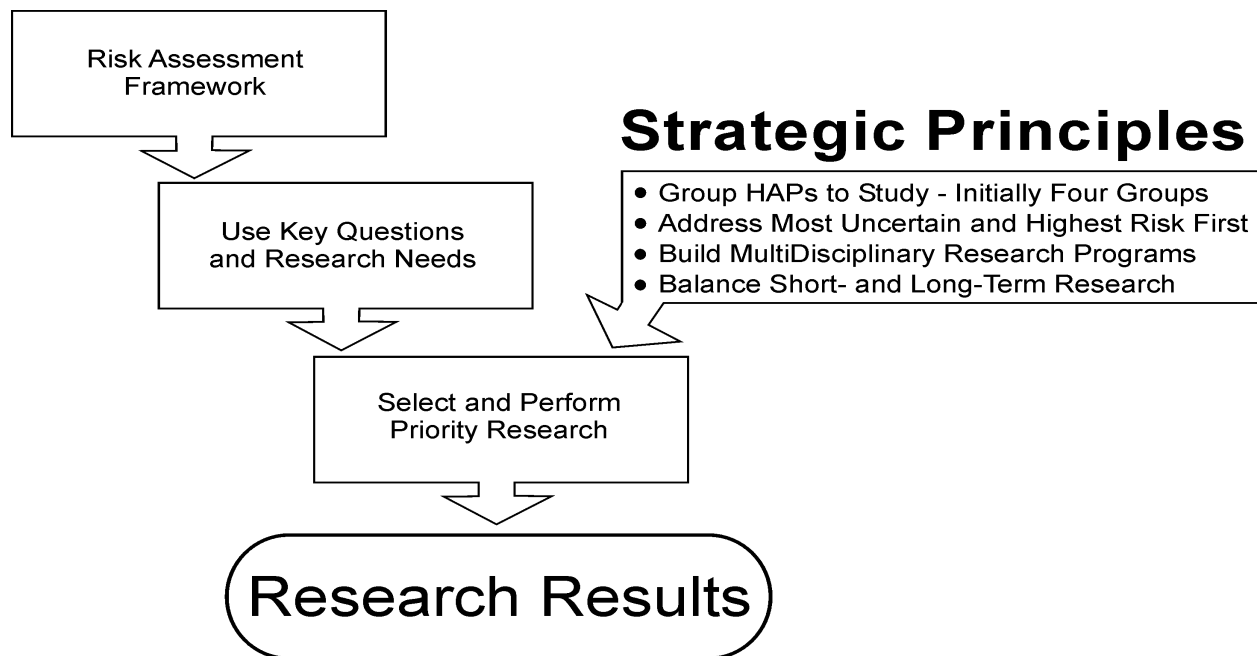 Risk Assessment
Framework
Strategic Principles
Use Key Questions
and Research Needs
● Group HAPs to Study - Initially Four Groups
● Address Most Uncertain and Highest Risk First
● Build MultiDisciplinary Research Programs
● Balance Short- and Long-Term Research
Select and Perform
Priority Research
Research Results